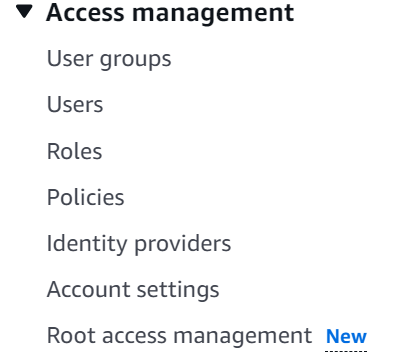 Access management
User groups
Users
Roles
Policies
Identity providers
Account settings
Root access management New